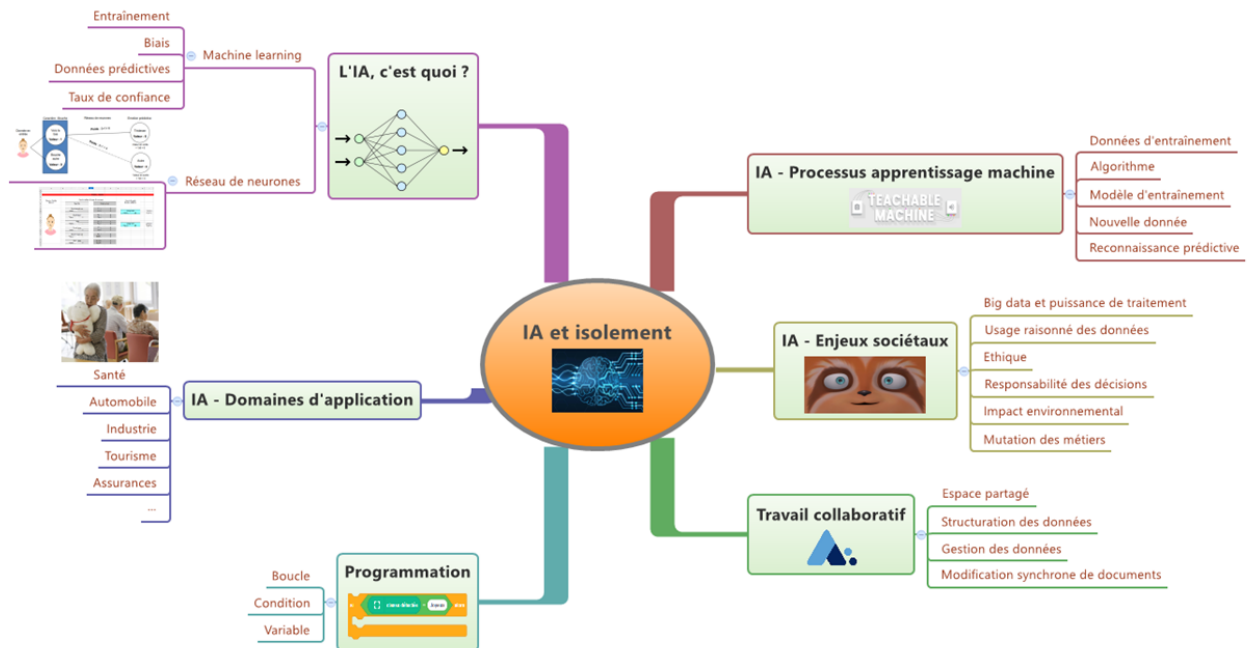 L'IA, c'est quoi ?
Machine learning
Entraînement
Biais
Données prédictives
Taux de confiance
Réseau de neurones
IA - Domaines d'application
Santé
Automobile
Industrie
Tourisme
Assurances
...
Programmation
Boucle
Condition
Variable
IA et isolement
IA - Processus apprentissage machine
TEACHABLE
MACHINE
Données d'entraînement
Algorithme
Modèle d'entraînement
Nouvelle donnée
Reconnaissance prédictive
IA - Enjeux sociétaux
Big data et puissance de traitement
Usage raisonné des données
Ethique
Responsabilité des décisions
Impact environnemental
Mutation des métiers
Travail collaboratif
Espace partagé
Structuration des données
Gestion des données
Modification synchrone de documents